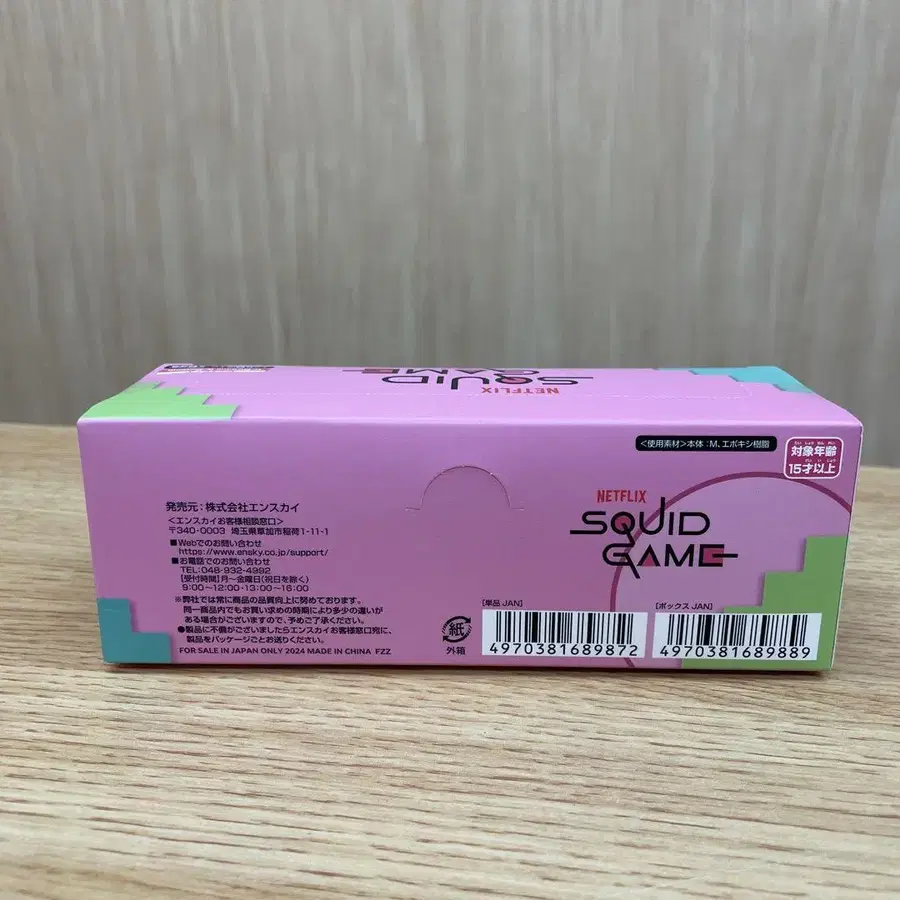 NETFLIX
SQUID
GAME
<使用素材>本体:M、エポキシ樹脂
対象年齢
15才以上
NETFLIX
SQUID
GAME
発売元:株式会社エンスカイ
<エンスカイお客様相談窓口>
〒340-0003 埼玉県草加市稲荷1-11-1
■Webでのお問い合わせ
https://www.ensky.co.jp/support/
■お電話でのお問い合わせ
TEL:048-932-4992
[受付時間]月~金曜日(祝日を除く)
9:00~12:00・13:00~16:00
※弊社では常に商品の品質向上に努めております。
同一商品内でもお買い求めの時期により多少の違いが
ある場合がございますので、予めご了承ください。
●製品に不備がございましたらエンスカイお客様窓口宛に、
製品をパッケージごとお送りください。
FOR SALE IN JAPAN ONLY 2024 MADE IN CHINA FZZ
紙
外箱
[単品 JAN]
4970381689872
[ボックス JAN]
4970381689889